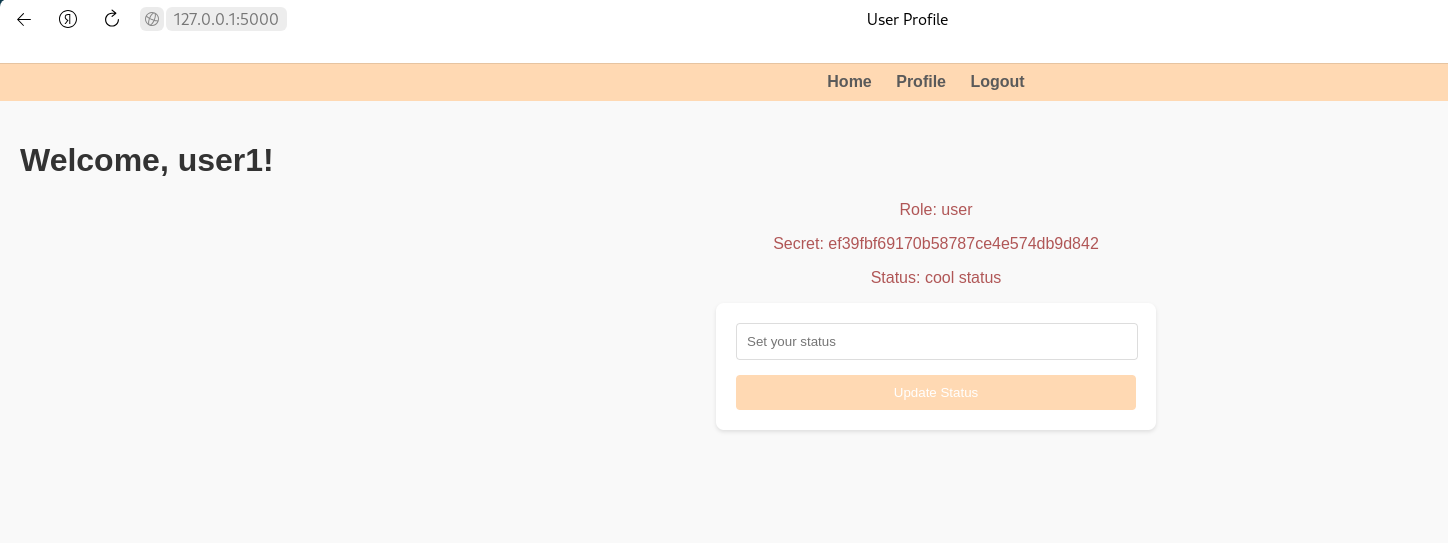 127.0.0.1:5000
User Profile
Home Profile Logout
Welcome, user1!
Role: user
Secret: ef39fbf69170b58787ce4e574db9d842
Status: cool status
Set your status
Update Status